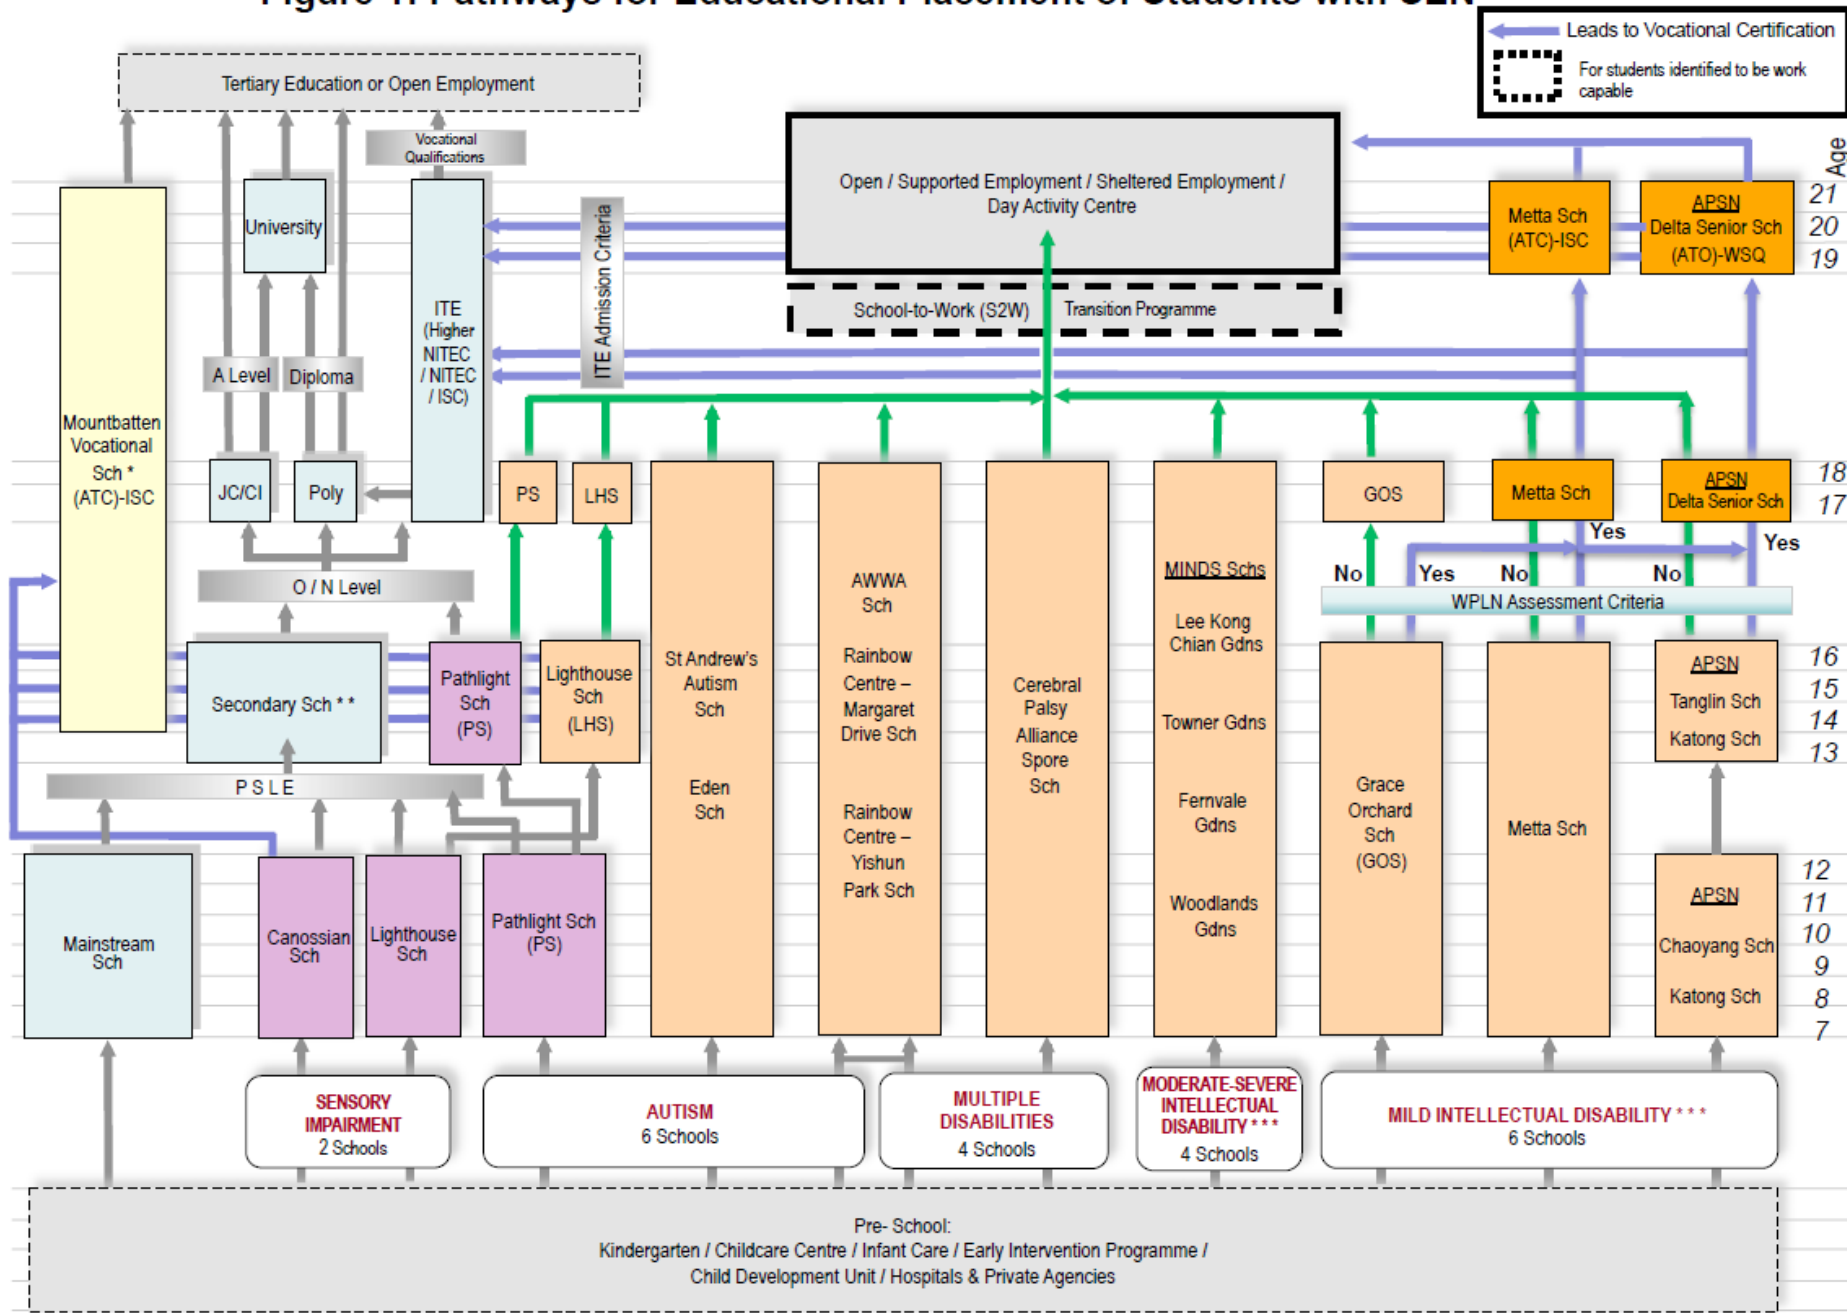 Figure 1: Pathways for Educational Placement of Students with SEN
Leads to Vocational Certification
For students identified to be work
capable
Tertiary Education or Open Employment
Vocational
Qualifications
Age
Open / Supported Employment / Sheltered Employment /
Day Activity Centre
School-to-Work (S2W) Transition Programme
ITE Admission Criteria
University
ITE
(Higher
NITEC
/ NITEC
/ ISC)
Metta Sch
(ATC)-ISC
APSN
Delta Senior Sch
(ATO)-WSQ
21
20
19
A Level
Diploma
Mountbatten
Vocational
Sch *
(ATC)-ISC
JC/CI
Poly
PS
LHS
GOS
Metta Sch
APSN
Delta Senior Sch
18
17
Yes
Yes
No
Yes
No
No
WPLN Assessment Criteria
O / N Level
Secondary Sch * *
Pathlight
Sch
(PS)
Lighthouse
Sch
(LHS)
St Andrew's
Autism
Sch
Eden
Sch
AWWA
Sch
Rainbow
Centre –
Margaret
Drive Sch
Rainbow
Centre –
Yishun
Park Sch
Cerebral
Palsy
Alliance
Spore
Sch
MINDS Schs
Lee Kong
Chian Gdns
Towner Gdns
Fernvale
Gdns
Woodlands
Gdns
Grace
Orchard
Sch
(GOS)
Metta Sch
APSN
Tanglin Sch
Katong Sch
16
15
14
13
P S L E
Mainstream
Sch
Canossian
Sch
Lighthouse
Sch
Pathlight Sch
(PS)
APSN
Chaoyang Sch
Katong Sch
12
11
10
9
8
7
SENSORY
IMPAIRMENT
2 Schools
AUTISM
6 Schools
MULTIPLE
DISABILITIES
4 Schools
MODERATE-SEVERE
INTELLECTUAL
DISABILITY * * *
4 Schools
MILD INTELLECTUAL DISABILITY * * *
6 Schools
Pre- School:
Kindergarten / Childcare Centre / Infant Care / Early Intervention Programme /
Child Development Unit / Hospitals & Private Agencies